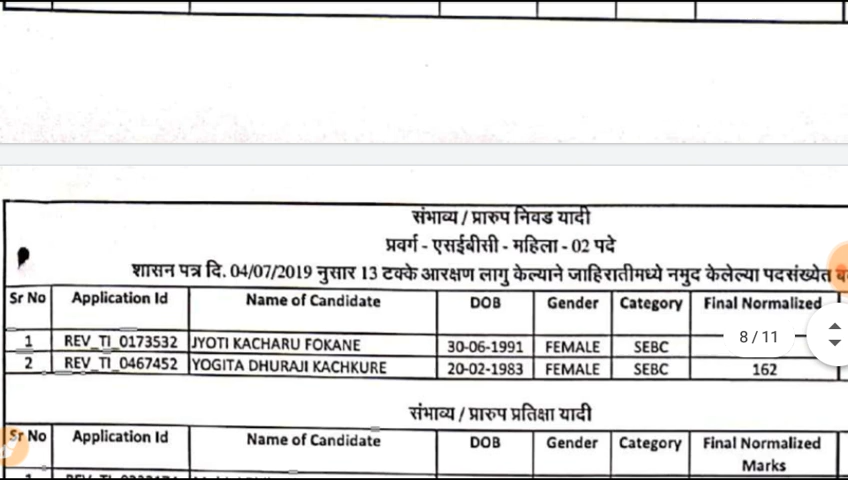 संभाव्य / प्रारुप निवड यादी
प्रवर्ग - एसईबीसी - महिला - 02 पदे
शासन पत्र दि. 04/07/2019 नुसार 13 टक्के आरक्षण लागु केल्याने जाहिरातीमध्ये नमुद केलेल्या पदसंख्येत
Sr No Application Id Name of Candidate DOB Gender Category Final Normalized
1 REV_TI_0173532 JYOTI KACHARU FOKANE 30-06-1991 FEMALE SEBC
8 / 11
2 REV_TI_0467452 YOGITA DHURAJI KACHKURE 20-02-1983 FEMALE SEBC 162
संभाव्य / प्रारुप प्रतिक्षा यादी
Sr No Application Id Name of Candidate DOB Gender Category Final Normalized
Marks